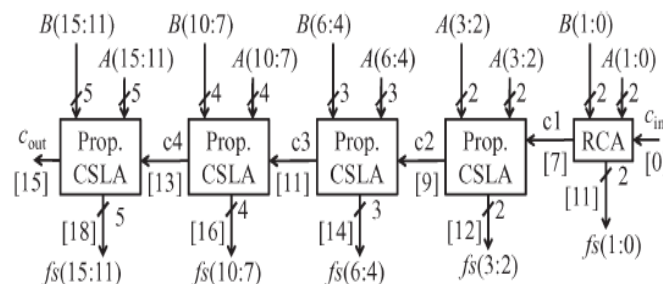 B(15:11) B(10:7) B(6:4) A(3:2) B(1:0)
A(15:11) A(10:7) A(6:4) A(3:2) A(1:0)
5 5 4 4 3 3 2 2 2 2
c_out Prop. CSLA c4 Prop. CSLA c3 Prop. CSLA c2 Prop. CSLA c1 RCA c_in
[15] [13] [11] [9] [7] [0
5 4 3 2 2
[18] [16] [14] [12] [11]
fs(15:11) fs(10:7) fs(6:4) fs(3:2) fs(1:0)